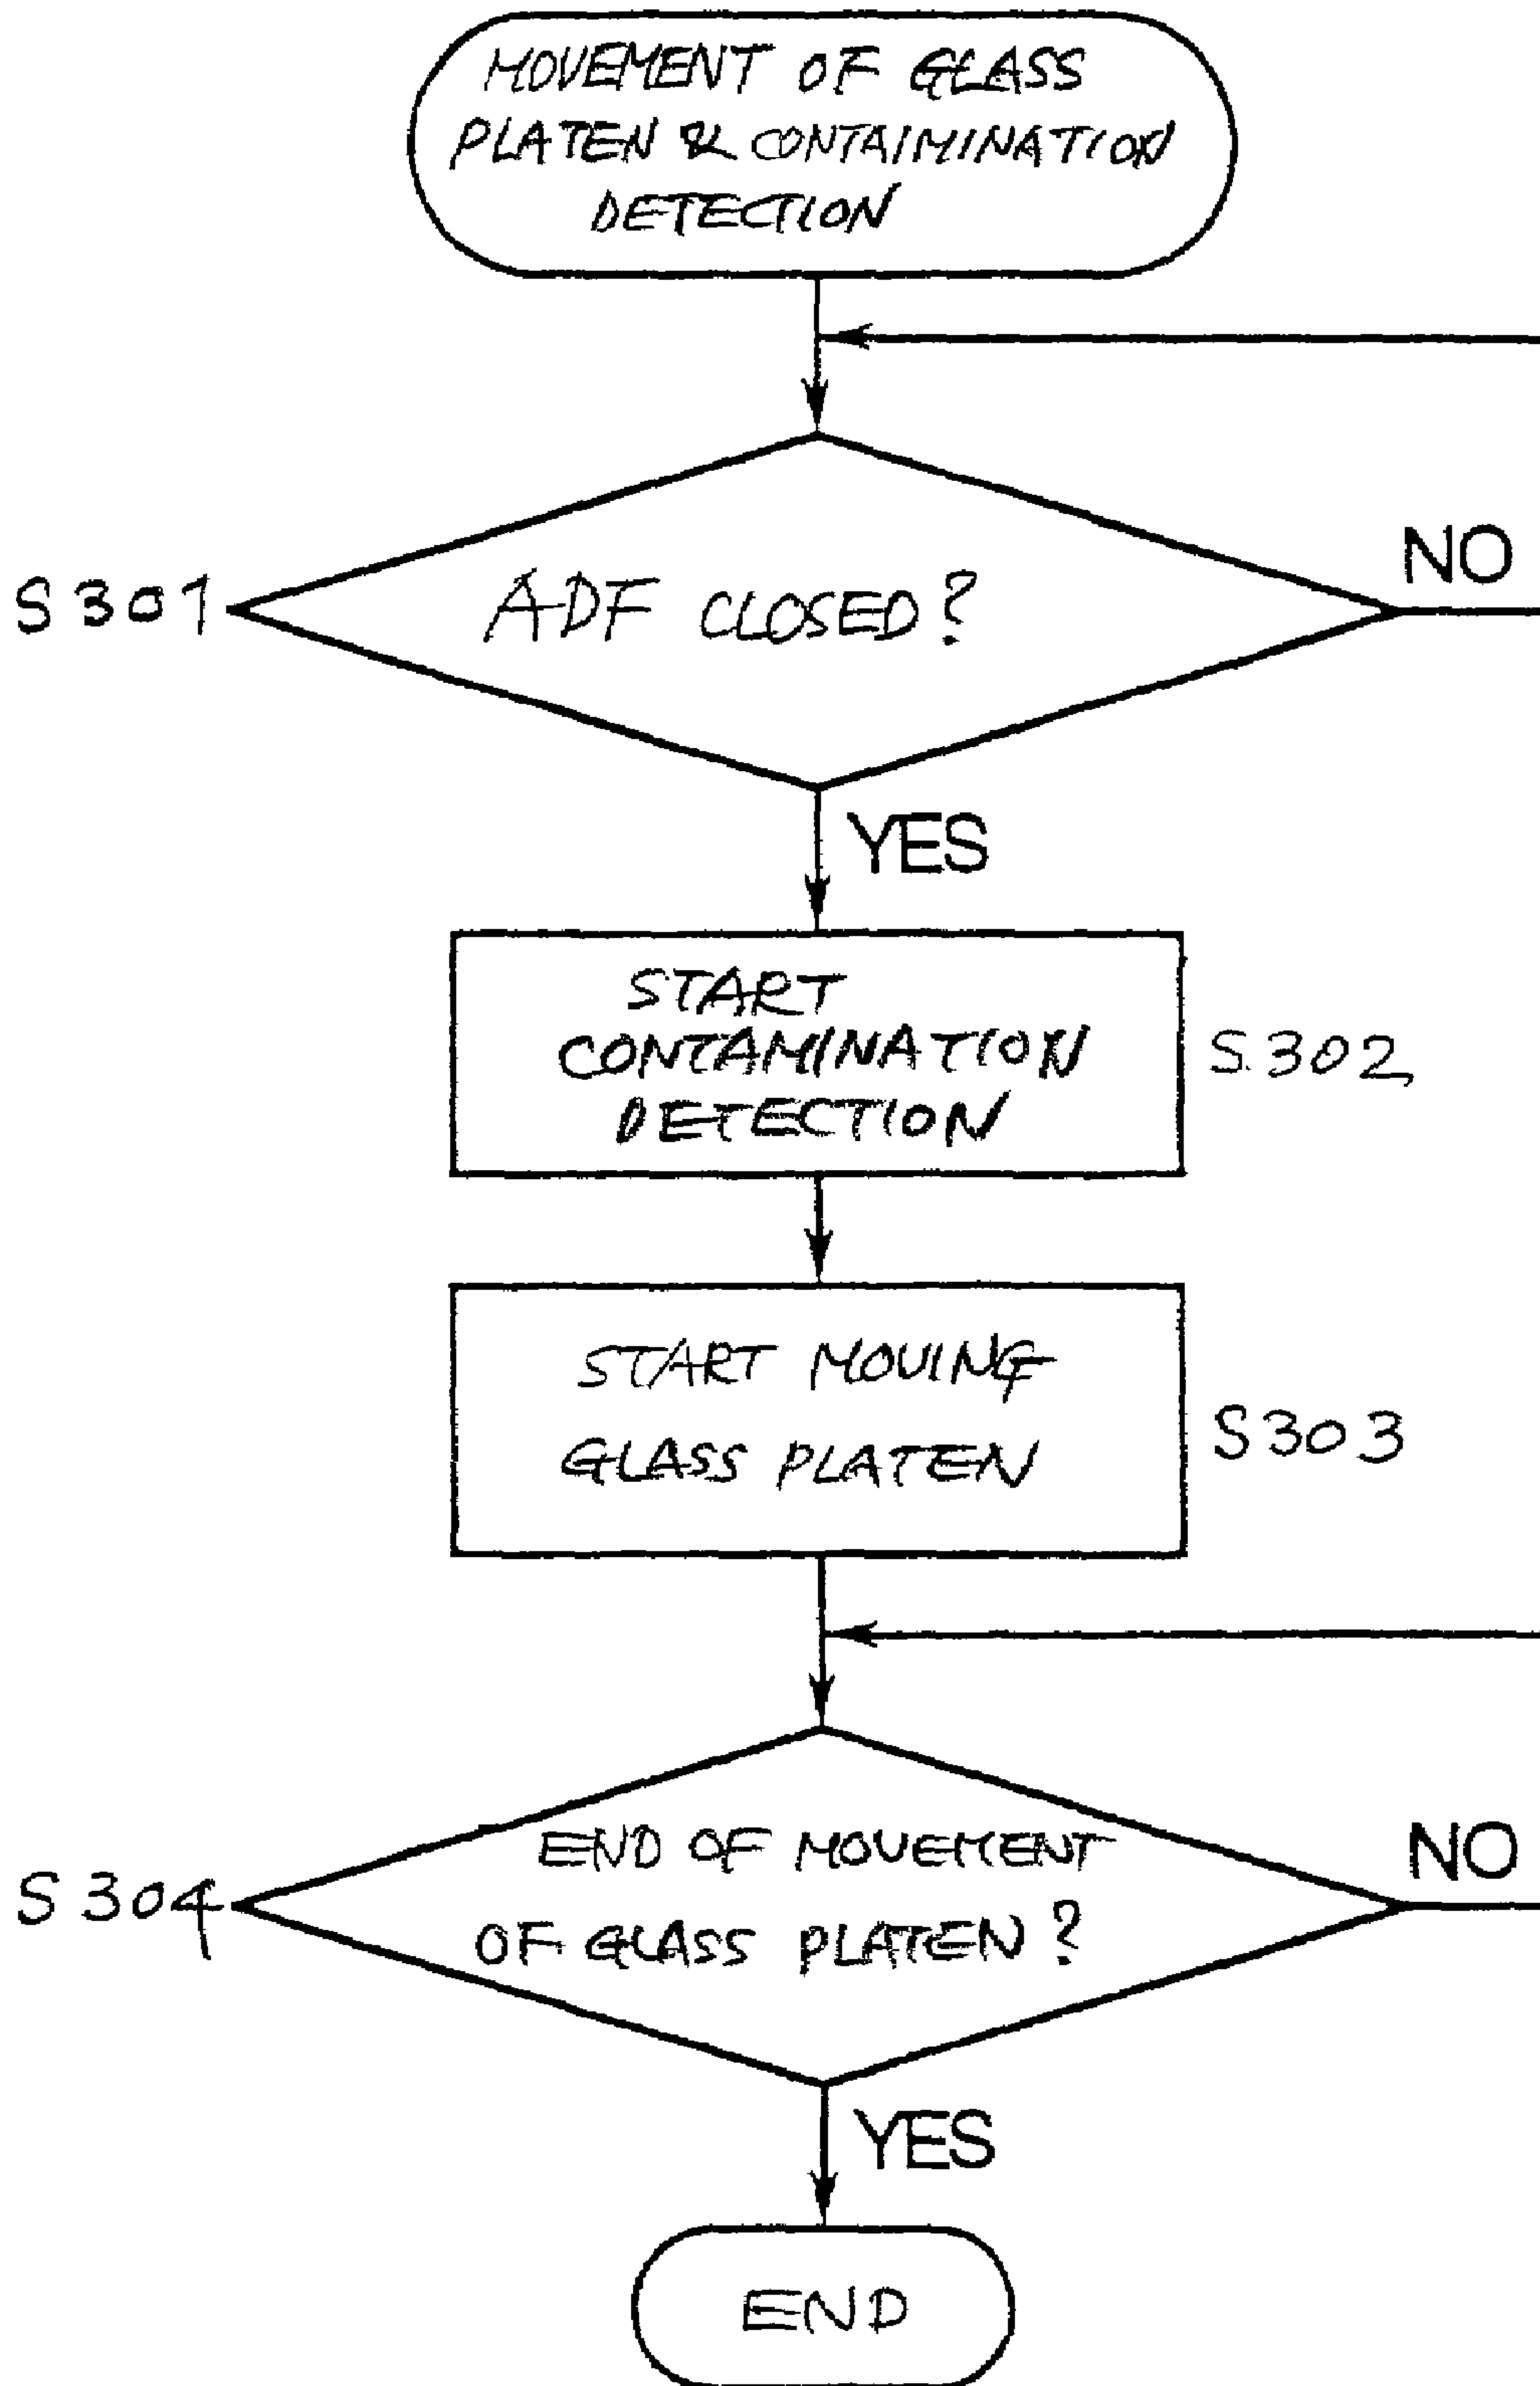 MOVEMENT OF GLASS
PLATEN & CONTAIMINATION
DETECTION
S301
ADF CLOSED?
NO
YES
START
CONTAMINATION
DETECTION
S302
START MOVING
GLASS PLATEN
S303
END OF MOVEMENT
OF GLASS PLATEN?
S304
NO
YES
END